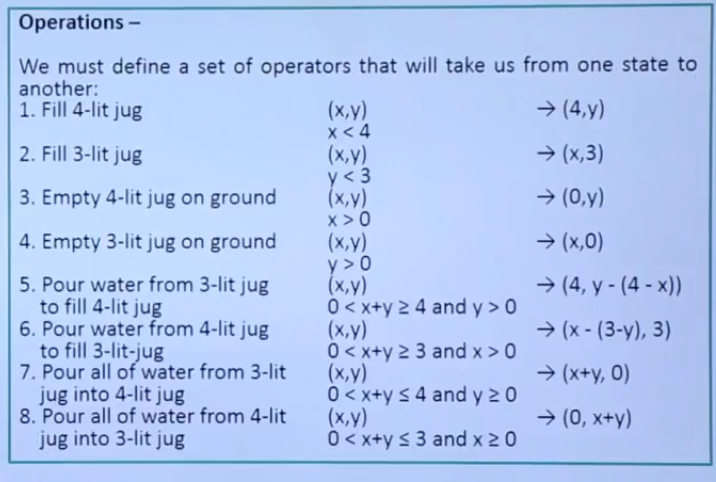 Operations –
We must define a set of operators that will take us from one state to
another:
1. Fill 4-lit jug (x,y) → (4,y)
x < 4
2. Fill 3-lit jug (x,y) → (x,3)
y < 3
3. Empty 4-lit jug on ground (x,y) → (0,y)
x > 0
4. Empty 3-lit jug on ground (x,y) → (x,0)
y > 0
5. Pour water from 3-lit jug (x,y) → (4, y - (4 - x))
to fill 4-lit jug 0 < x+y ≥ 4 and y > 0
6. Pour water from 4-lit jug (x,y) → (x - (3-y), 3)
to fill 3-lit-jug 0 < x+y ≥ 3 and x > 0
7. Pour all of water from 3-lit (x,y) → (x+y, 0)
jug into 4-lit jug 0 < x+y ≤ 4 and y ≥ 0
8. Pour all of water from 4-lit (x,y) → (0, x+y)
jug into 3-lit jug 0 < x+y ≤ 3 and x ≥ 0